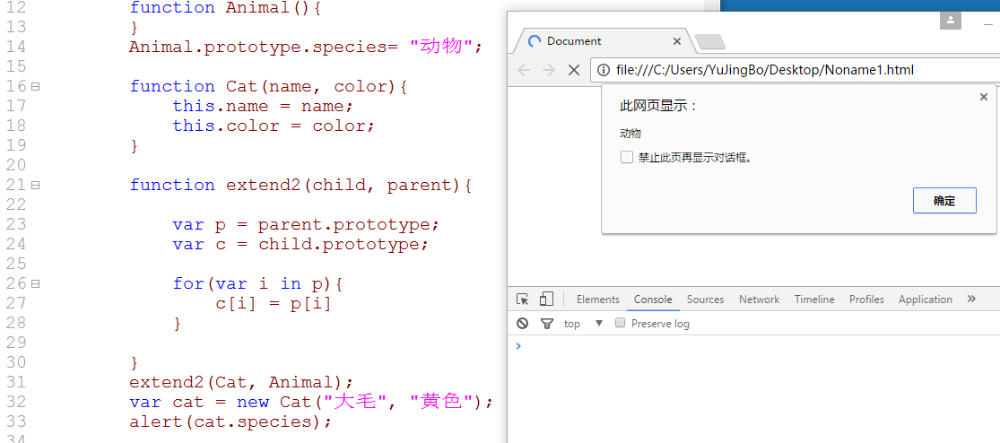 12 function Animal(){
13 }
14 Animal.prototype.species= "动物";
15
16 function Cat(name, color){
17 this.name = name;
18 this.color = color;
19 }
20
21 function extend2(child, parent){
22
23 var p = parent.prototype;
24 var c = child.prototype;
25
26 for(var i in p){
27 c[i] = p[i]
28 }
29
30 }
31 extend2(Cat, Animal);
32 var cat = new Cat("大毛", "黄色");
33 alert(cat.species);
34
Document
file:///C:/Users/YuJingBo/Desktop/Noname1.html
此网页显示：
动物
禁止此页再显示对话框。
确定
Elements Console Sources Network Timeline Profiles Application »
top ▼ Preserve log
>